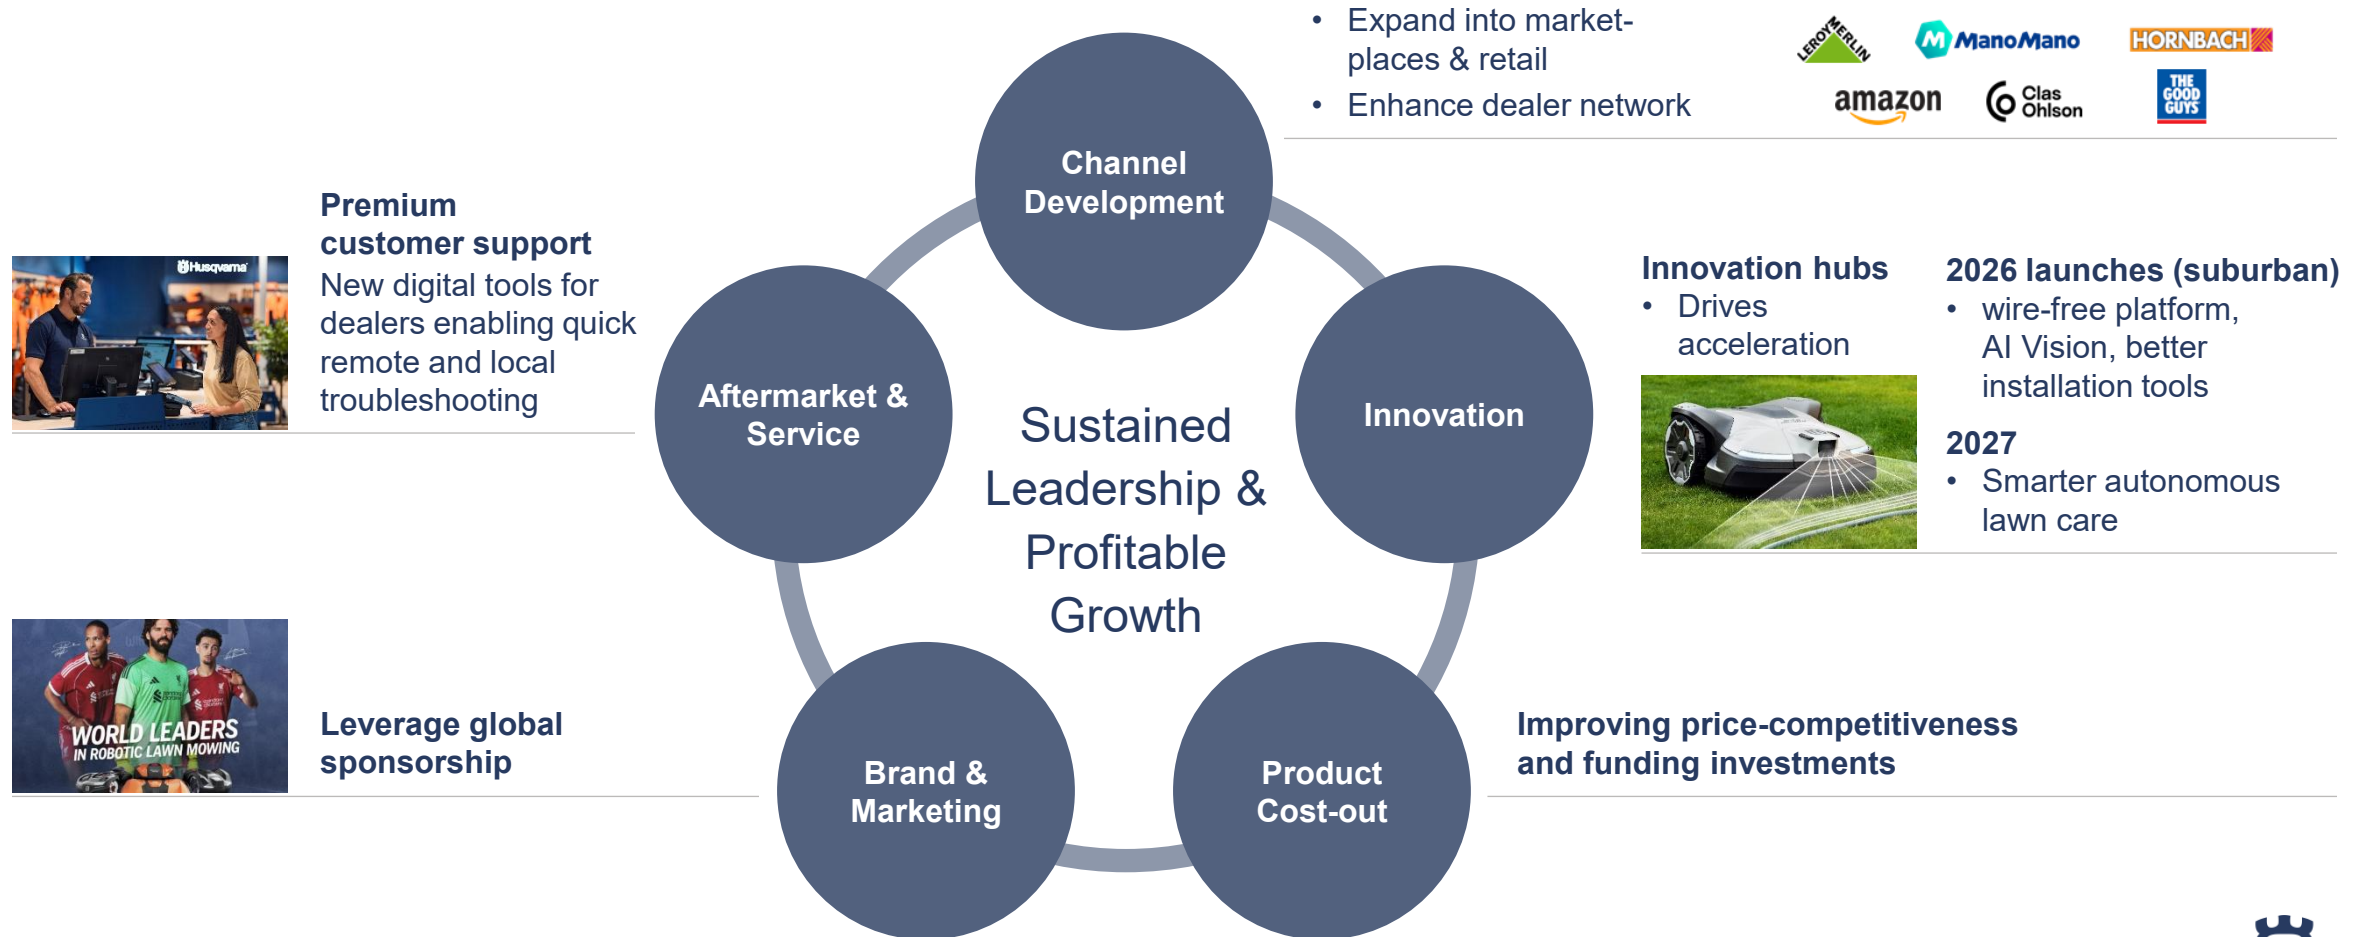 • Expand into market-
places & retail
• Enhance dealer network
LEROY MERLIN
ManoMano
HORNBACH
amazon
Clas
Ohlson
THE
GOOD
GUYS
Channel
Development
Premium
customer support
New digital tools for
dealers enabling quick
remote and local
troubleshooting
Husqvarna
Aftermarket &
Service
Sustained
Leadership &
Profitable
Growth
Innovation
Innovation hubs
• Drives
acceleration
2026 launches (suburban)
• wire-free platform,
AI Vision, better
installation tools
2027
• Smarter autonomous
lawn care
WORLD LEADERS
IN ROBOTIC LAWN MOWING
Leverage global
sponsorship
Brand &
Marketing
Product
Cost-out
Improving price-competitiveness
and funding investments